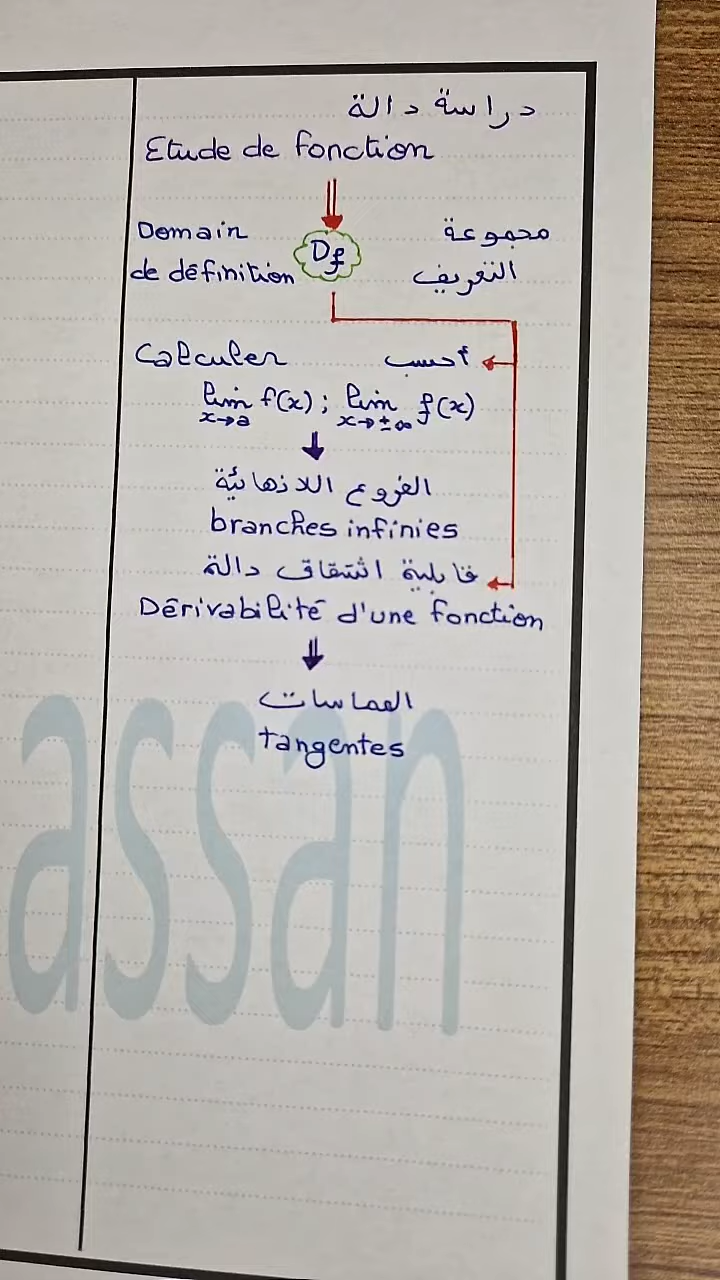 دراسة دالة
Etude de fonction
Domain
de définition
Df
مجموعة
التعريف
Calculer
أحسب
lim x→a f(x) ; lim x→±∞ f(x)
الفروع اللانهائية
branches infinies
قابلية اشتقاق دالة
Dérivabilité d'une fonction
المماسات
tangentes
assan